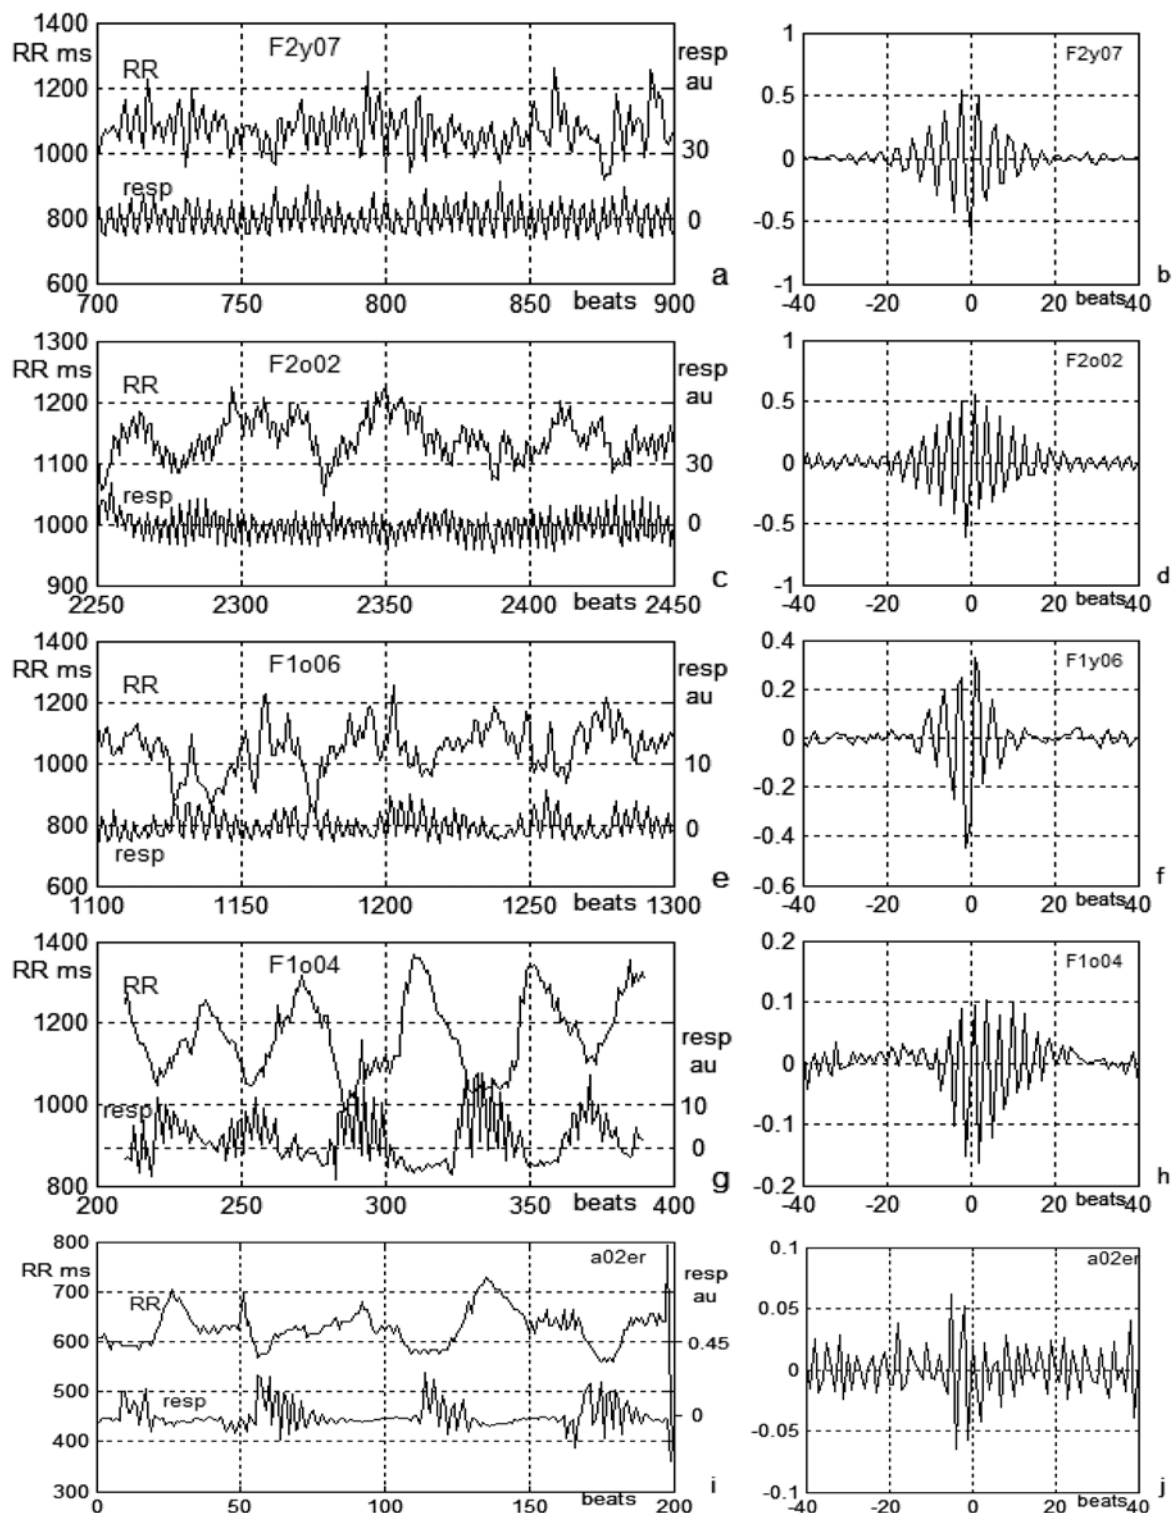 1400
RR ms
1200
1000
800
600
F2y07
RR
resp
resp
au
30
0
a
700 750 800 850 900
beats
1
0.5
0
-0.5
-1
F2y07
b
-40 -20 0 20 40
beats
1300
RR ms
1200
1100
1000
900
F2o02
RR
resp
resp
au
30
0
c
2250 2300 2350 2400 2450
beats
1
0.5
0
-0.5
-1
F2o02
d
-40 -20 0 20 40
beats
1400
RR ms
1200
1000
800
600
F1o06
RR
resp
resp
au
10
0
e
1100 1150 1200 1250 1300
beats
0.4
0.2
0
-0.2
-0.4
-0.6
F1y06
f
-40 -20 0 20 40
beats
1400
RR ms
1200
1000
800
F1o04
RR
resp
resp
au
10
0
g
200 250 300 350 400
beats
0.2
0.1
0
-0.1
-0.2
F1o04
h
-40 -20 0 20 40
beats
800
RR ms
700
600
500
400
300
a02er
RR
resp
resp
au
0.45
0
i
0 50 100 150 200
beats
0.1
0.05
0
-0.05
-0.1
a02er
j
-40 -20 0 20 40
beats